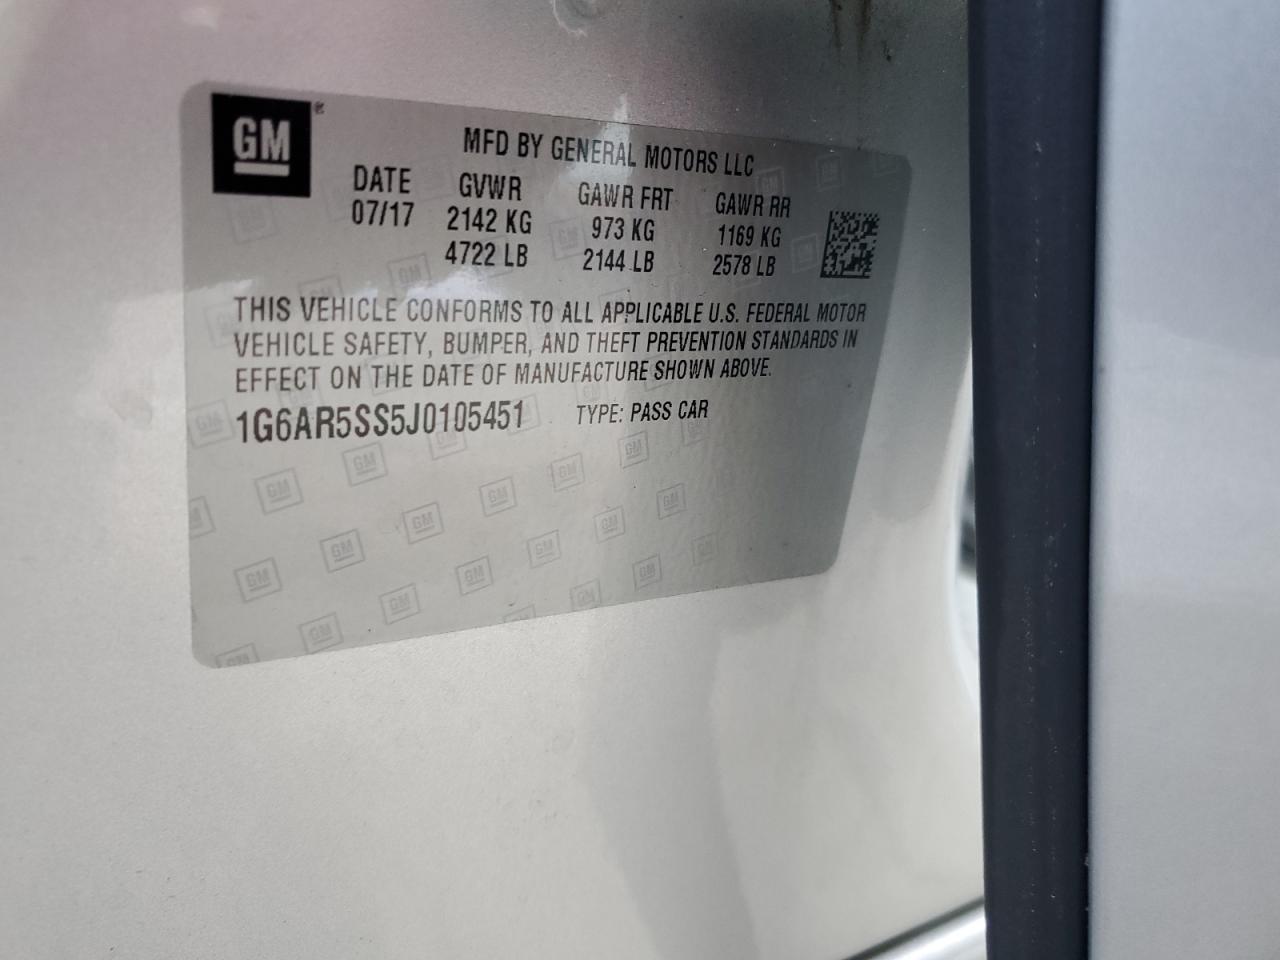 GM®
MFD BY GENERAL MOTORS LLC
DATE GVWR GAWR FRT GAWR RR
07/17 2142 KG 973 KG 1169 KG
4722 LB 2144 LB 2578 LB
THIS VEHICLE CONFORMS TO ALL APPLICABLE U.S. FEDERAL MOTOR
VEHICLE SAFETY, BUMPER, AND THEFT PREVENTION STANDARDS IN
EFFECT ON THE DATE OF MANUFACTURE SHOWN ABOVE.
1G6AR5SS5J0105451 TYPE: PASS CAR